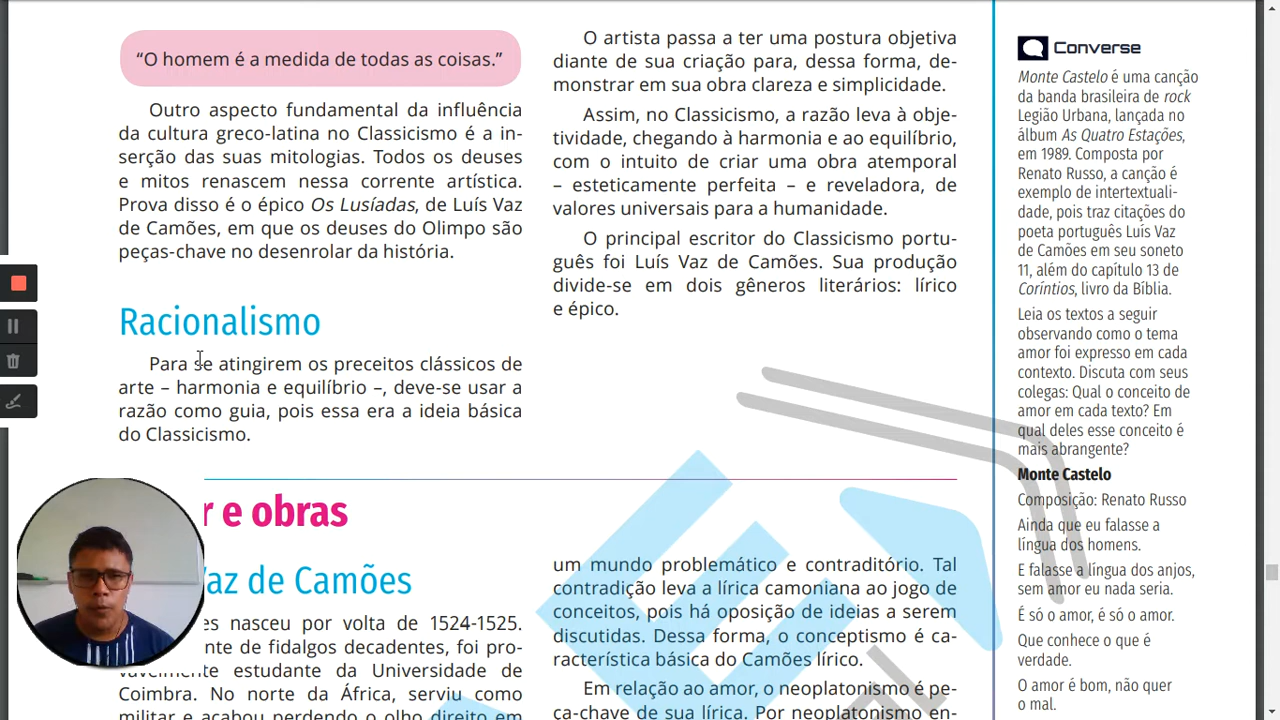 “O homem é a medida de todas as coisas.”
Outro aspecto fundamental da influência
da cultura greco-latina no Classicismo é a in-
serção das suas mitologias. Todos os deuses
e mitos renascem nessa corrente artística.
Prova disso é o épico Os Lusíadas, de Luís Vaz
de Camões, em que os deuses do Olimpo são
peças-chave no desenrolar da história.
Racionalismo
Para se atingirem os preceitos clássicos de
arte – harmonia e equilíbrio –, deve-se usar a
razão como guia, pois essa era a ideia básica
do Classicismo.
O artista passa a ter uma postura objetiva
diante de sua criação para, dessa forma, de-
monstrar em sua obra clareza e simplicidade.
Assim, no Classicismo, a razão leva à obje-
tividade, chegando à harmonia e ao equilíbrio,
com o intuito de criar uma obra atemporal
– esteticamente perfeita – e reveladora, de
valores universais para a humanidade.
O principal escritor do Classicismo portu-
guês foi Luís Vaz de Camões. Sua produção
divide-se em dois gêneros literários: lírico
e épico.
r e obras
Vaz de Camões
es nasceu por volta de 1524-1525.
nte de fidalgos decadentes, foi pro-
vavelmente estudante da Universidade de
Coimbra. No norte da África, serviu como
militar e acabou perdendo o olho direito em
um mundo problemático e contraditório. Tal
contradição leva a lírica camoniana ao jogo de
conceitos, pois há oposição de ideias a serem
discutidas. Dessa forma, o conceptismo é ca-
racterística básica do Camões lírico.
Em relação ao amor, o neoplatonismo é pe-
ça-chave de sua lírica. Por neoplatonismo en-
Converse
Monte Castelo é uma canção
da banda brasileira de rock
Legião Urbana, lançada no
álbum As Quatro Estações,
em 1989. Composta por
Renato Russo, a canção é
exemplo de intertextuali-
dade, pois traz citações do
poeta português Luís Vaz
de Camões em seu soneto
11, além do capítulo 13 de
Coríntios, livro da Bíblia.
Leia os textos a seguir
observando como o tema
amor foi expresso em cada
contexto. Discuta com seus
colegas: Qual o conceito de
amor em cada texto? Em
qual deles esse conceito é
mais abrangente?
Monte Castelo
Composição: Renato Russo
Ainda que eu falasse a
língua dos homens.
E falasse a língua dos anjos,
sem amor eu nada seria.
É só o amor, é só o amor.
Que conhece o que é
verdade.
O amor é bom, não quer
o mal.